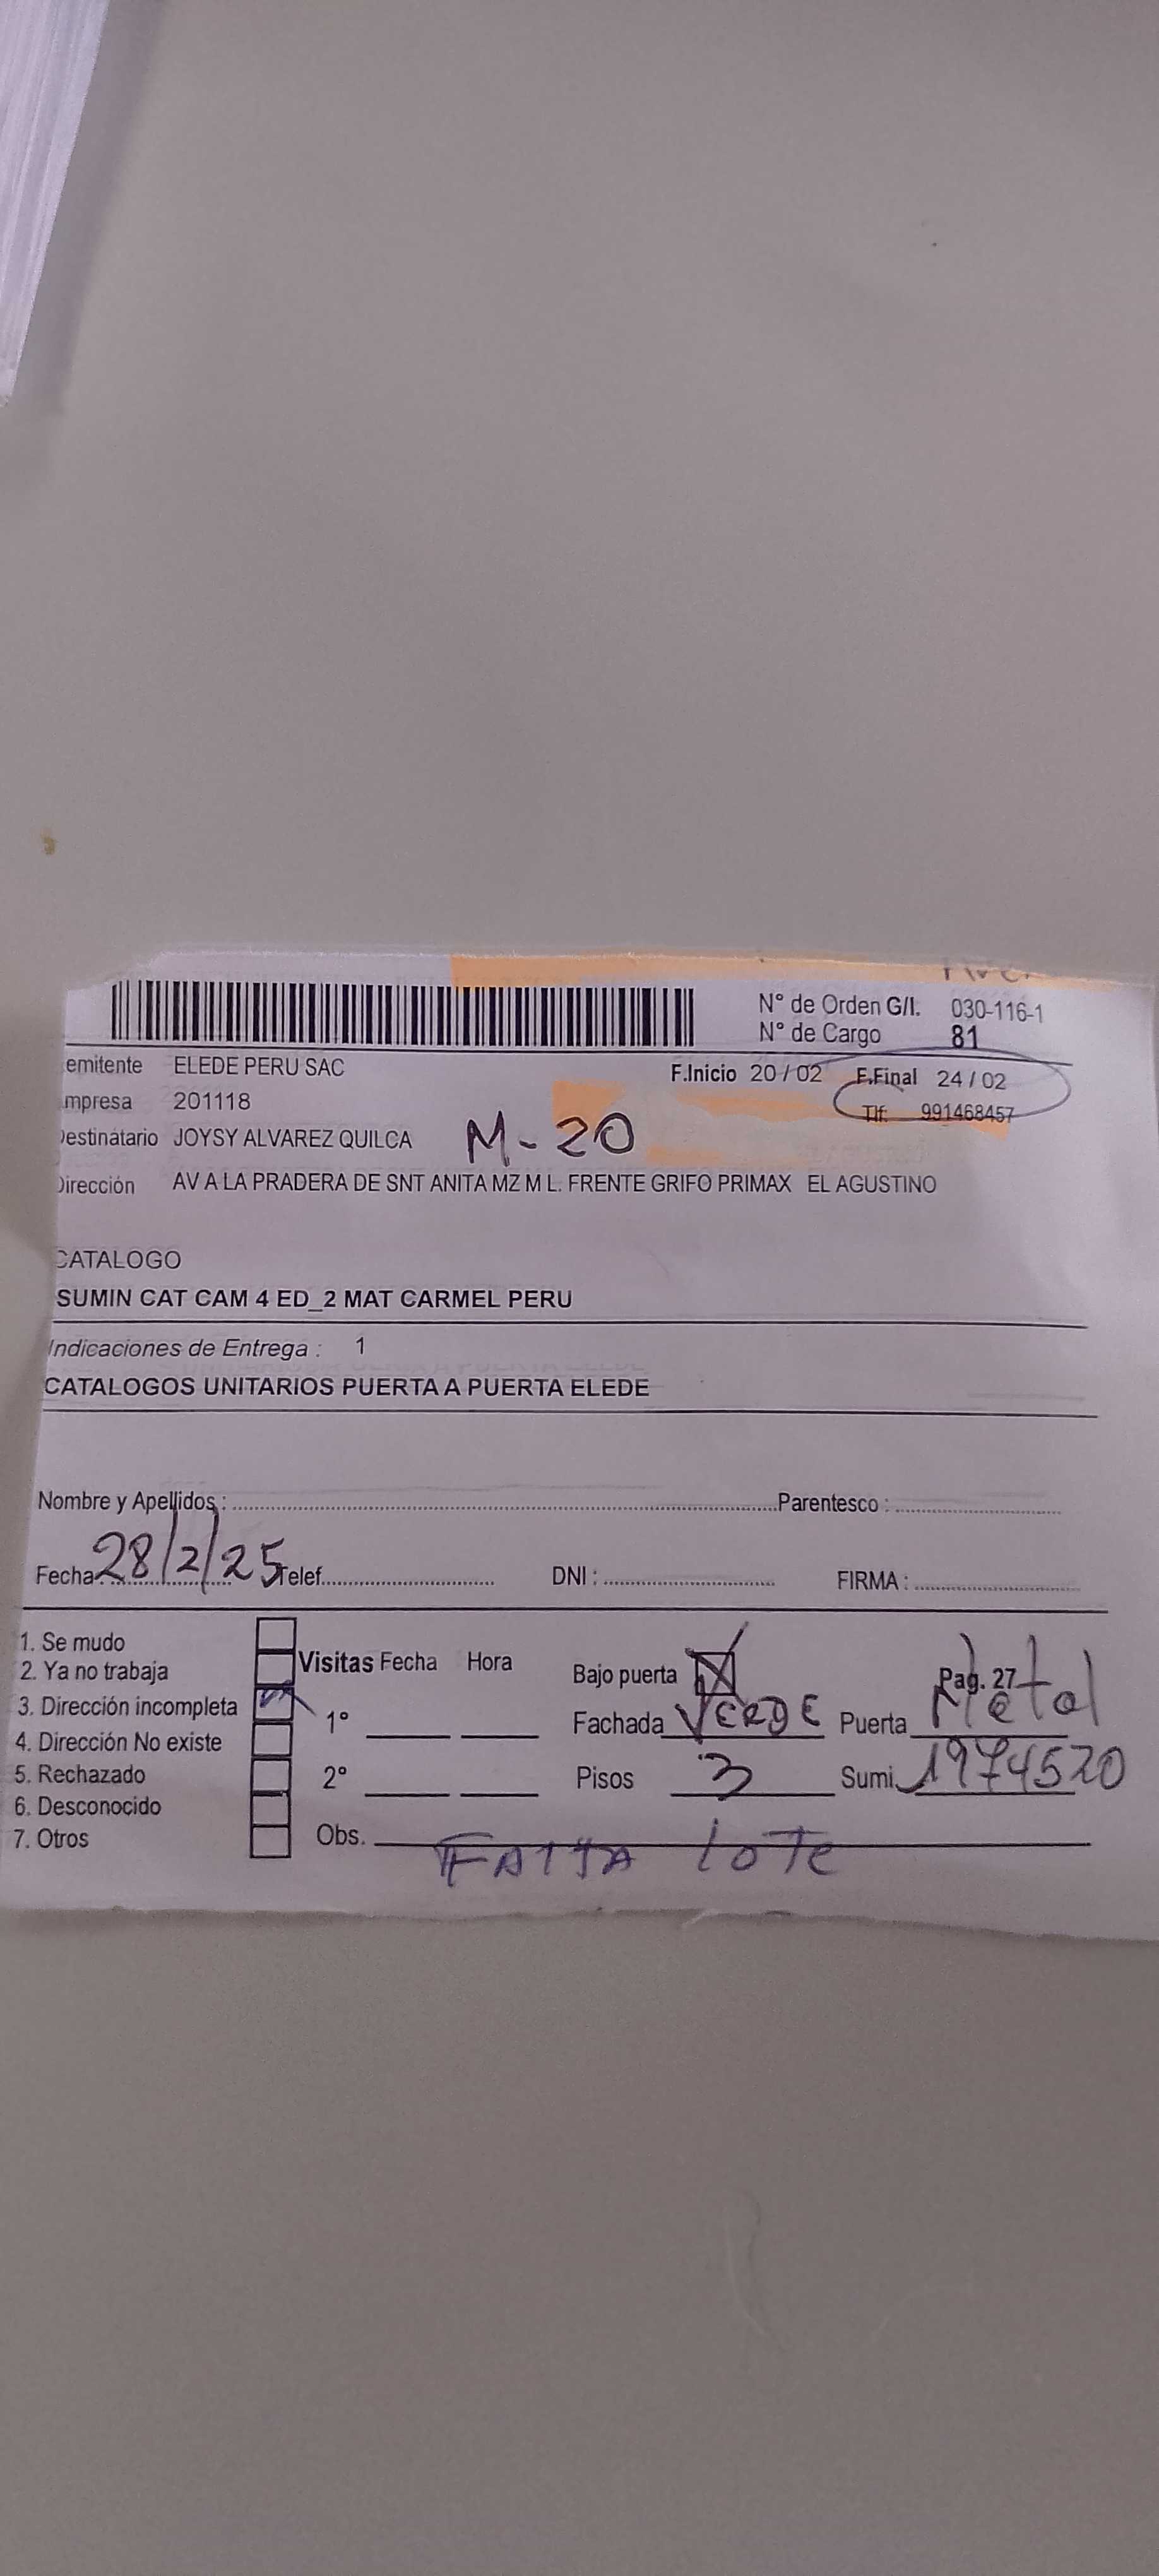 N° de Orden G/I. 030-116-1
N° de Cargo 81
emitente ELEDE PERU SAC F.Inicio 20 / 02 F.Final 24 / 02
mpresa 201118 Tlf: 991468457
estinatario JOYSY ALVAREZ QUILCA M-20
Dirección AV A LA PRADERA DE SNT ANITA MZ M L. FRENTE GRIFO PRIMAX EL AGUSTINO
CATALOGO
SUMIN CAT CAM 4 ED_2 MAT CARMEL PERU
Indicaciones de Entrega : 1
CATALOGOS UNITARIOS PUERTA A PUERTA ELEDE
Nombre y Apellidos : Parentesco :
Fecha 28/2/25 Telef. DNI : FIRMA :
1. Se mudo
2. Ya no trabaja Visitas Fecha Hora Bajo puerta Pag. 27
3. Dirección incompleta 1° Fachada VERDE Puerta Metal
4. Dirección No existe
5. Rechazado 2° Pisos 3 Sumi 1974520
6. Desconocido
7. Otros Obs. FALTA LOTE